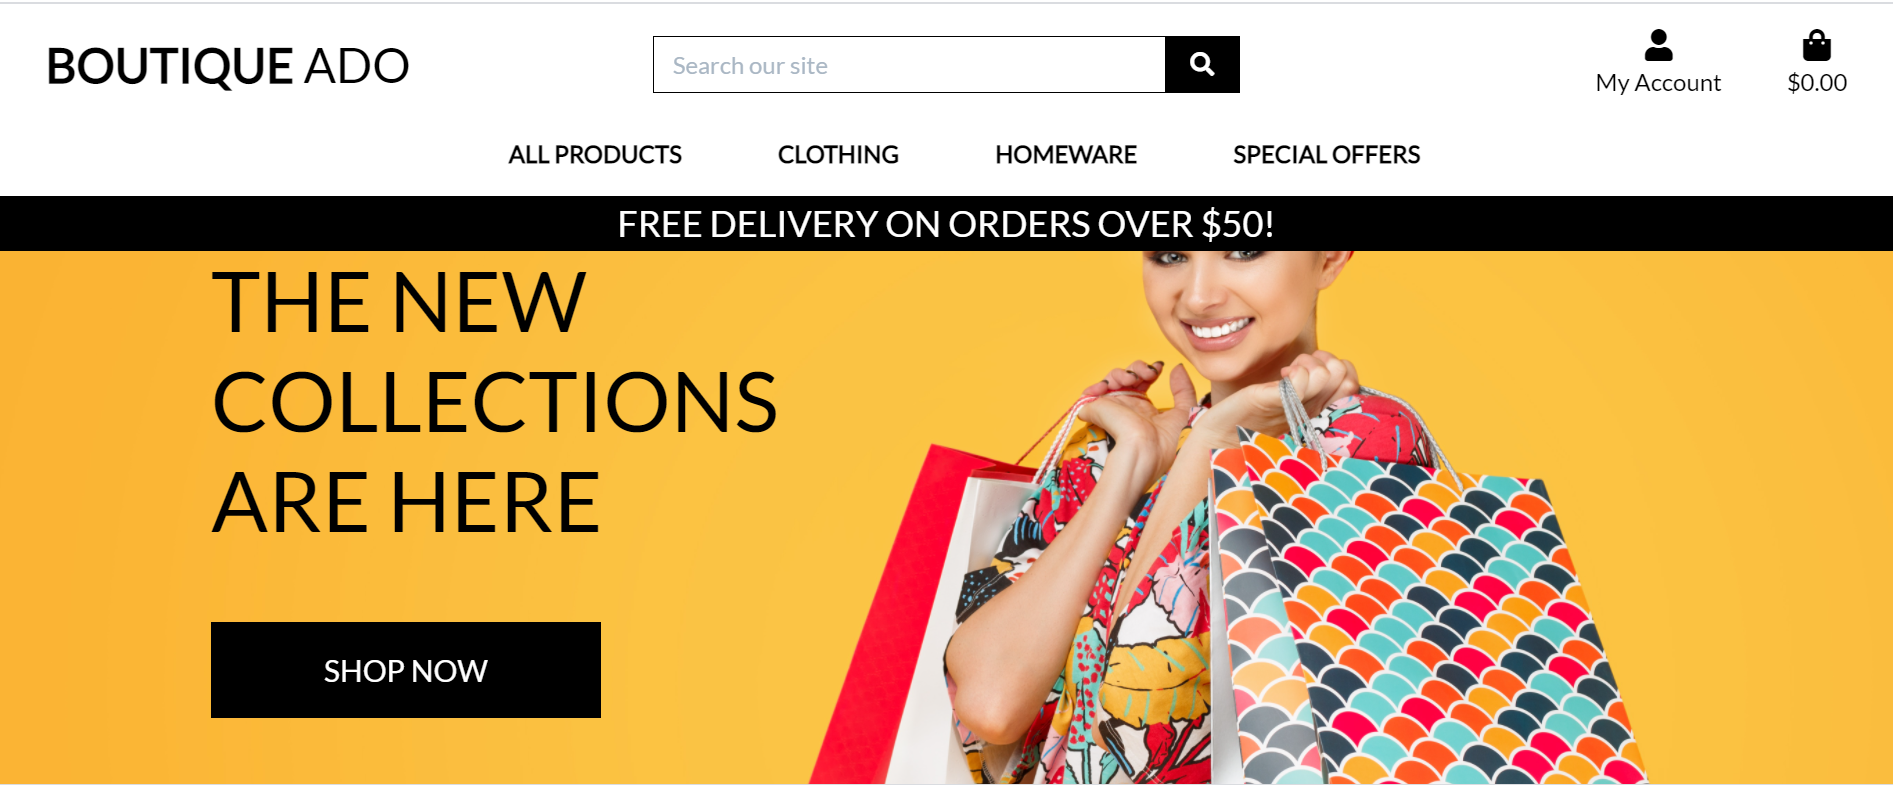 BOUTIQUE ADO
Search our site
My Account
$0.00
ALL PRODUCTS
CLOTHING
HOMEWARE
SPECIAL OFFERS
FREE DELIVERY ON ORDERS OVER $50!
THE NEW
COLLECTIONS
ARE HERE
SHOP NOW